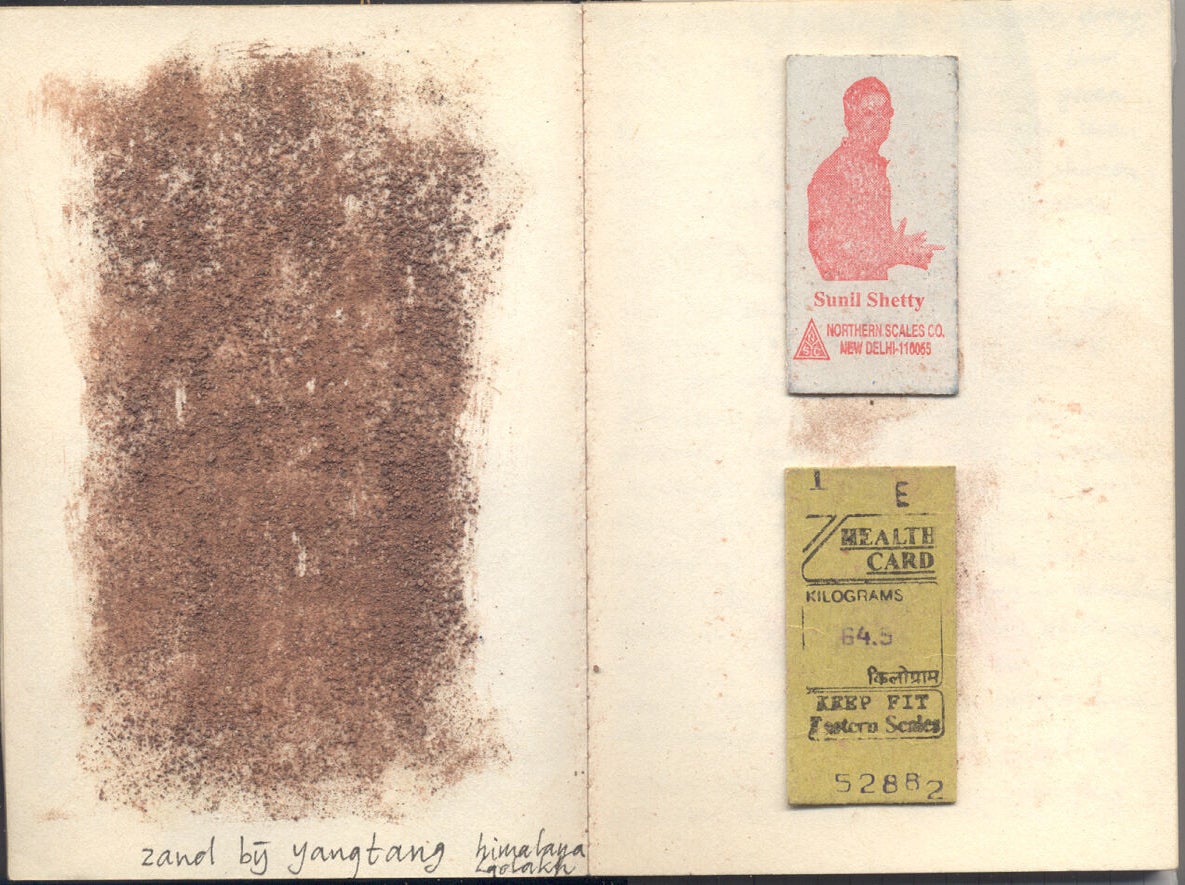 zand bij yangtang himalaya
Sunil Shetty
NORTHERN SCALES CO.
NEW DELHI-110065
NSC
1 E
HEALTH
CARD
KILOGRAMS
64.5
किलोग्राम
KEEP FIT
Eastern Scales
52882